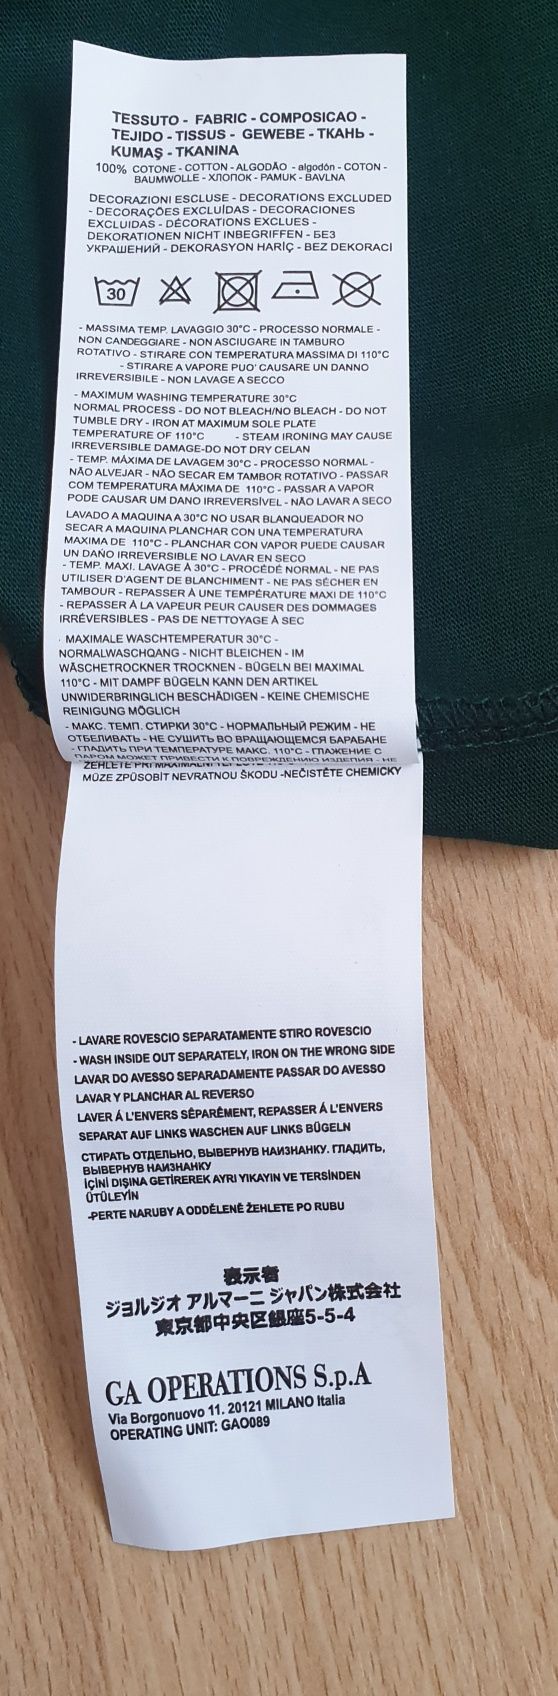 TESSUTO - FABRIC - COMPOSICAO -
TEJIDO - TISSUS - GEWEBE - ТКАНЬ -
KUMAŞ - TKANINA
100% COTONE - COTTON - ALGODÃO - algodón - COTON -
BAUMWOLLE - ХЛОПОК - PAMUK - BAVLNA
DECORAZIONI ESCLUSE - DECORATIONS EXCLUDED
- DECORAÇÕES EXCLUÍDAS - DECORACIONES
EXCLUIDAS - DÉCORATIONS EXCLUES -
DEKORATIONEN NICHT INBEGRIFFEN - БЕЗ
УКРАШЕНИЙ - DEKORASYON HARİÇ - BEZ DEKORACI
30
- MASSIMA TEMP. LAVAGGIO 30°C - PROCESSO NORMALE -
NON CANDEGGIARE - NON ASCIUGARE IN TAMBURO
ROTATIVO - STIRARE CON TEMPERATURA MASSIMA DI 110°C
- STIRARE A VAPORE PUO' CAUSARE UN DANNO
IRREVERSIBILE - NON LAVAGE A SECCO
- MAXIMUM WASHING TEMPERATURE 30°C
NORMAL PROCESS - DO NOT BLEACH/NO BLEACH - DO NOT
TUMBLE DRY - IRON AT MAXIMUM SOLE PLATE
TEMPERATURE OF 110°C - STEAM IRONING MAY CAUSE
IRREVERSIBLE DAMAGE-DO NOT DRY CELAN
- TEMP. MÁXIMA DE LAVAGEM 30°C - PROCESSO NORMAL -
NÃO ALVEJAR - NÃO SECAR EM TAMBOR ROTATIVO - PASSAR
COM TEMPERATURA MÁXIMA DE 110°C - PASSAR A VAPOR
PODE CAUSAR UM DANO IRREVERSÍVEL - NÃO LAVAR A SECO
LAVADO A MAQUINA A 30°C NO USAR BLANQUEADOR NO
SECAR A MAQUINA PLANCHAR CON UNA TEMPERATURA
MAXIMA DE 110°C - PLANCHAR CON VAPOR PUEDE CAUSAR
UN DAÑO IRREVERSIBLE NO LAVAR EN SECO
- TEMP. MAXI. LAVAGE À 30°C - PROCÉDÉ NORMAL - NE PAS
UTILISER D'AGENT DE BLANCHIMENT - NE PAS SÉCHER EN
TAMBOUR - REPASSER À UNE TEMPÉRATURE MAXI DE 110°C
- REPASSER À LA VAPEUR PEUR CAUSER DES DOMMAGES
IRRÉVERSIBLES - PAS DE NETTOYAGE À SEC
- MAXIMALE WASCHTEMPERATUR 30°C -
NORMALWASCHQANG - NICHT BLEICHEN - IM
WÄSCHETROCKNER TROCKNEN - BÜGELN BEI MAXIMAL
110°C - MIT DAMPF BÜGELN KANN DEN ARTIKEL
UNWIDERBRINGLICH BESCHÄDIGEN - KEINE CHEMISCHE
REINIGUNG MÖGLICH
- МАКС. ТЕМП. СТИРКИ 30°C - НОРМАЛЬНЫЙ РЕЖИМ - НЕ
ОТБЕЛИВАТЬ - НЕ СУШИТЬ ВО ВРАЩАЮЩЕМСЯ БАРАБАНЕ
- ГЛАДИТЬ ПРИ ТЕМПЕРАТУРЕ МАКС. 110°C - ГЛАЖЕНИЕ С
ПАРОМ МОЖЕТ ПРИВЕСТИ К ПОВРЕЖДЕНИЮ ИЗДЕЛИЯ - НЕ
ŽEHLETE PŘI MAXIMÁLNÍ
MŮZE ZPŮSOBÍT NEVRATNOU ŠKODU -NEČISTĚTE CHEMICKY
- LAVARE ROVESCIO SEPARATAMENTE STIRO ROVESCIO
- WASH INSIDE OUT SEPARATELY, IRON ON THE WRONG SIDE
LAVAR DO AVESSO SEPARADAMENTE PASSAR DO AVESSO
LAVAR Y PLANCHAR AL REVERSO
LAVER Á L'ENVERS SÉPARÉMENT, REPASSER Á L'ENVERS
SEPARAT AUF LINKS WASCHEN AUF LINKS BÜGELN
СТИРАТЬ ОТДЕЛЬНО, ВЫВЕРНУВ НАИЗНАНКУ. ГЛАДИТЬ,
ВЫВЕРНУВ НАИЗНАНКУ
İÇİNİ DIŞINA GETİREREK AYRI YIKAYIN VE TERSİNDEN
ÜTÜLEYİN
-PERTE NARUBY A ODDĚLENĚ ŽEHLETE PO RUBU
表示者
ジョルジオ アルマーニ ジャパン株式会社
東京都中央区銀座5-5-4
GA OPERATIONS S.p.A
Via Borgonuovo 11. 20121 MILANO Italia
OPERATING UNIT: GAO089